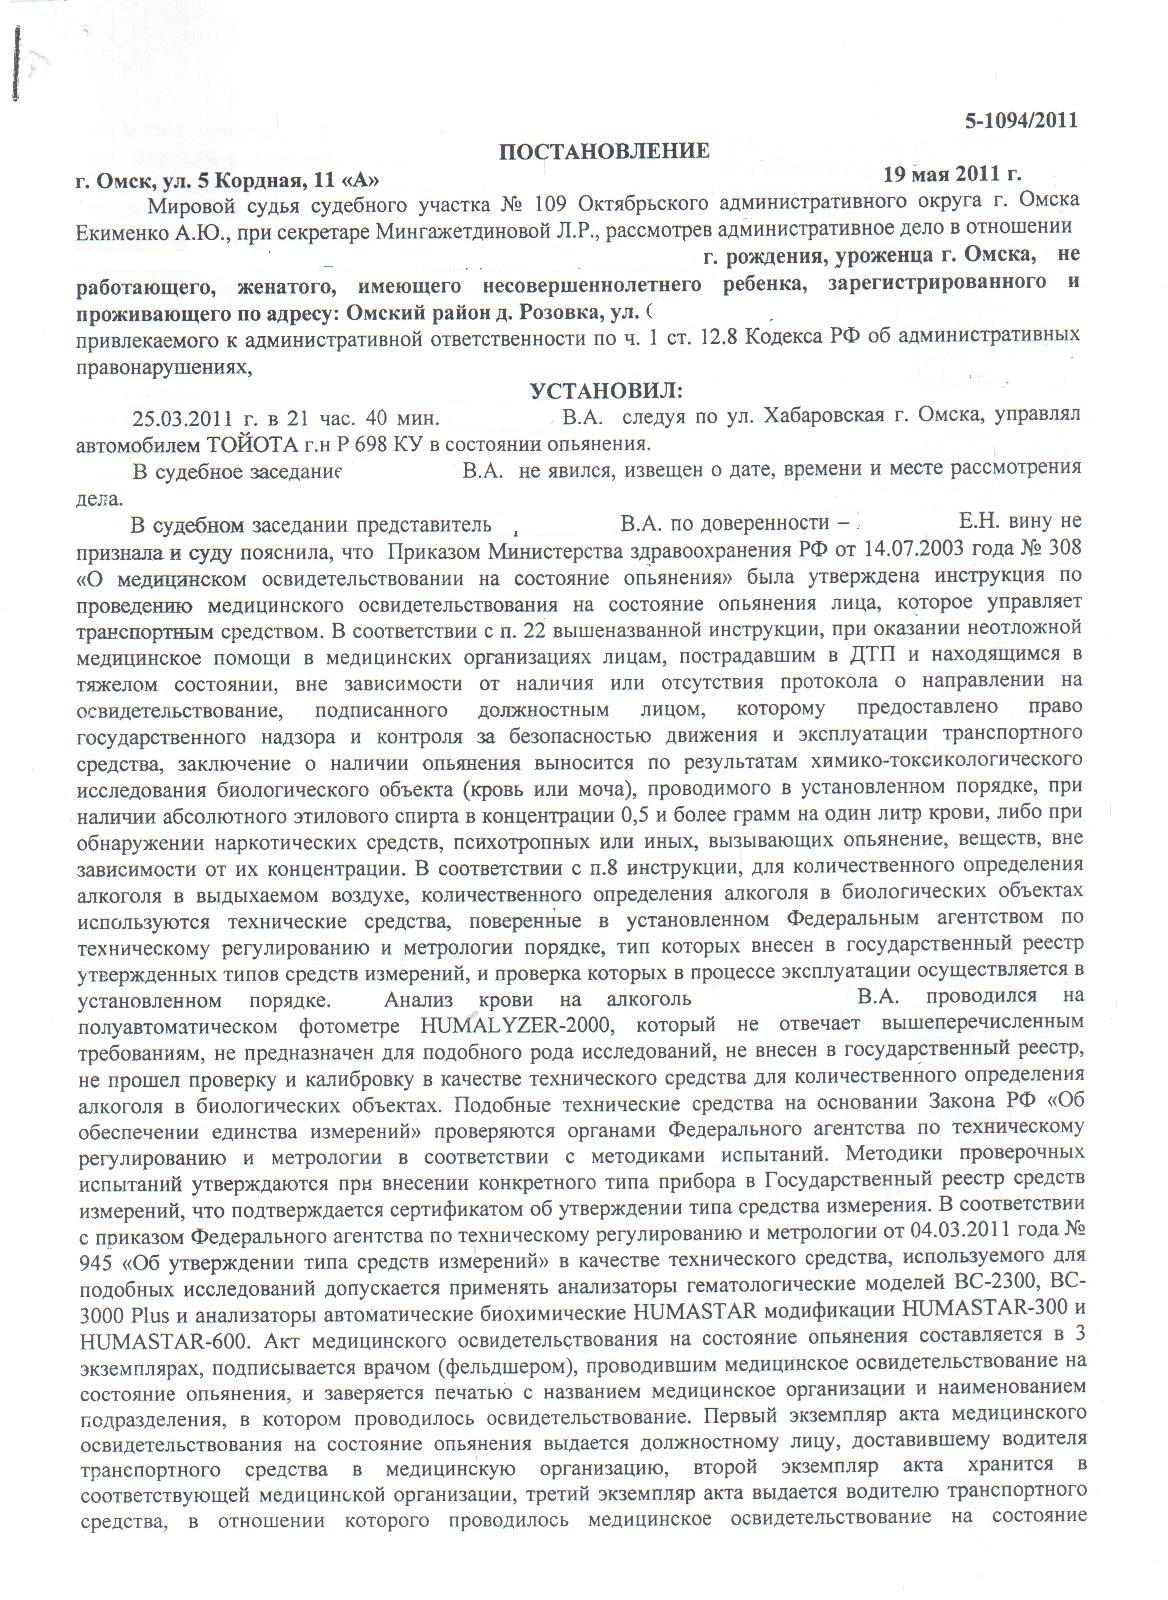 5-1094/2011
ПОСТАНОВЛЕНИЕ
г. Омск, ул. 5 Кордная, 11 «А» 19 мая 2011 г.
Мировой судья судебного участка № 109 Октябрьского административного округа г. Омска
Екименко А.Ю., при секретаре Мингажетдиновой Л.Р., рассмотрев административное дело в отношении
г. рождения, уроженца г. Омска, не
работающего, женатого, имеющего несовершеннолетнего ребенка, зарегистрированного и
проживающего по адресу: Омский район д. Розовка, ул. (
привлекаемого к административной ответственности по ч. 1 ст. 12.8 Кодекса РФ об административных
правонарушениях,
УСТАНОВИЛ:
25.03.2011 г. в 21 час. 40 мин. В.А. следуя по ул. Хабаровская г. Омска, управлял
автомобилем ТОЙОТА г.н Р 698 КУ в состоянии опьянения.
В судебное заседание В.А. не явился, извещен о дате, времени и месте рассмотрения
дела.
В судебном заседании представитель В.А. по доверенности – Е.Н. вину не
признала и суду пояснила, что Приказом Министерства здравоохранения РФ от 14.07.2003 года № 308
«О медицинском освидетельствовании на состояние опьянения» была утверждена инструкция по
проведению медицинского освидетельствования на состояние опьянения лица, которое управляет
транспортным средством. В соответствии с п. 22 вышеназванной инструкции, при оказании неотложной
медицинское помощи в медицинских организациях лицам, пострадавшим в ДТП и находящимся в
тяжелом состоянии, вне зависимости от наличия или отсутствия протокола о направлении на
освидетельствование, подписанного должностным лицом, которому предоставлено право
государственного надзора и контроля за безопасностью движения и эксплуатации транспортного
средства, заключение о наличии опьянения выносится по результатам химико-токсикологического
исследования биологического объекта (кровь или моча), проводимого в установленном порядке, при
наличии абсолютного этилового спирта в концентрации 0,5 и более грамм на один литр крови, либо при
обнаружении наркотических средств, психотропных или иных, вызывающих опьянение, веществ, вне
зависимости от их концентрации. В соответствии с п.8 инструкции, для количественного определения
алкоголя в выдыхаемом воздухе, количественного определения алкоголя в биологических объектах
используются технические средства, поверенные в установленном Федеральным агентством по
техническому регулированию и метрологии порядке, тип которых внесен в государственный реестр
утвержденных типов средств измерений, и проверка которых в процессе эксплуатации осуществляется в
установленном порядке. Анализ крови на алкоголь В.А. проводился на
полуавтоматическом фотометре HUMALYZER-2000, который не отвечает вышеперечисленным
требованиям, не предназначен для подобного рода исследований, не внесен в государственный реестр,
не прошел проверку и калибровку в качестве технического средства для количественного определения
алкоголя в биологических объектах. Подобные технические средства на основании Закона РФ «Об
обеспечении единства измерений» проверяются органами Федерального агентства по техническому
регулированию и метрологии в соответствии с методиками испытаний. Методики проверочных
испытаний утверждаются при внесении конкретного типа прибора в Государственный реестр средств
измерений, что подтверждается сертификатом об утверждении типа средства измерения. В соответствии
с приказом Федерального агентства по техническому регулированию и метрологии от 04.03.2011 года №
945 «Об утверждении типа средств измерений» в качестве технического средства, используемого для
подобных исследований допускается применять анализаторы гематологические моделей BC-2300, BC-
3000 Plus и анализаторы автоматические биохимические HUMASTAR модификации HUMASTAR-300 и
HUMASTAR-600. Акт медицинского освидетельствования на состояние опьянения составляется в 3
экземплярах, подписывается врачом (фельдшером), проводившим медицинское освидетельствование на
состояние опьянения, и заверяется печатью с названием медицинское организации и наименованием
подразделения, в котором проводилось освидетельствование. Первый экземпляр акта медицинского
освидетельствования на состояние опьянения выдается должностному лицу, доставившему водителя
транспортного средства в медицинскую организацию, второй экземпляр акта хранится в
соответствующей медицинской организации, третий экземпляр акта выдается водителю транспортного
средства, в отношении которого проводилось медицинское освидетельствование на состояние